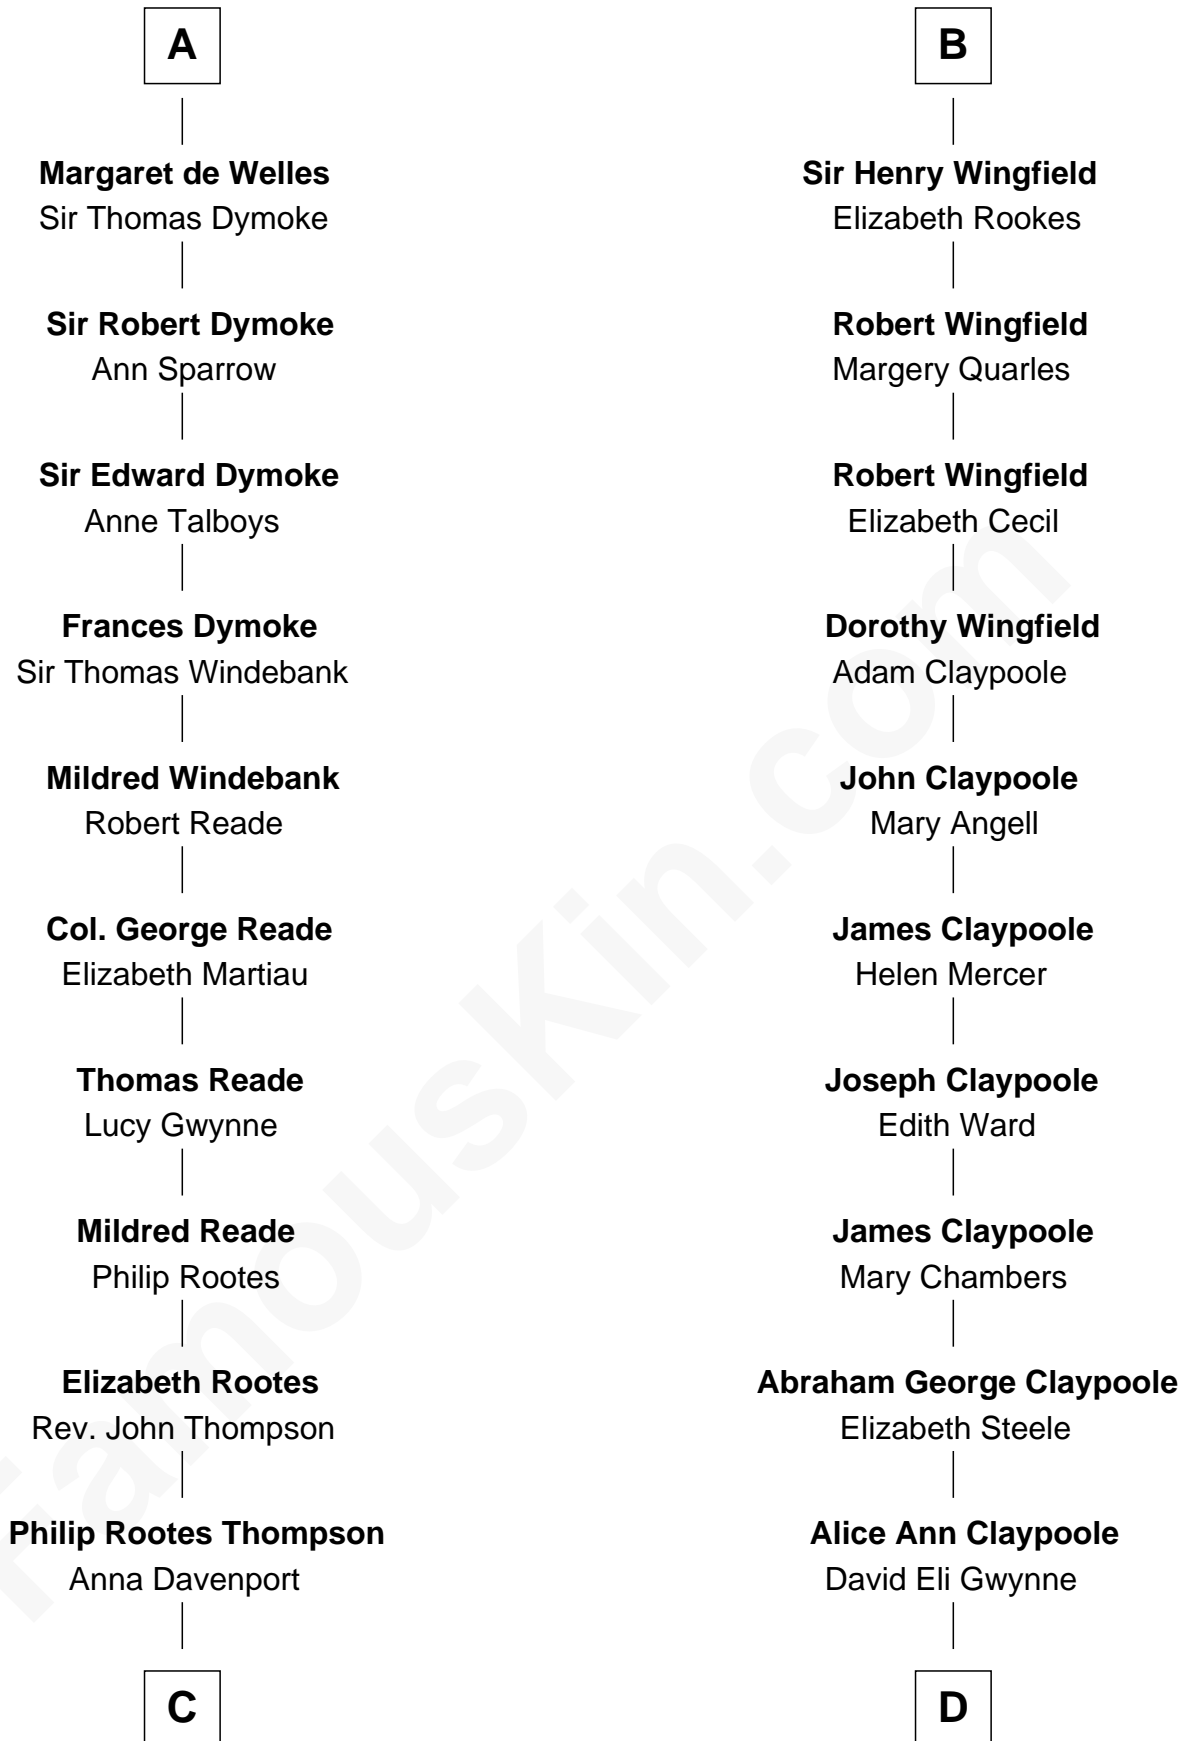 A
Margaret de Welles
Sir Thomas Dymoke
Sir Robert Dymoke
Ann Sparrow
Sir Edward Dymoke
Anne Talboys
Frances Dymoke
Sir Thomas Windebank
Mildred Windebank
Robert Reade
Col. George Reade
Elizabeth Martiau
Thomas Reade
Lucy Gwynne
Mildred Reade
Philip Rootes
Elizabeth Rootes
Rev. John Thompson
Philip Rootes Thompson
Anna Davenport
C
B
Sir Henry Wingfield
Elizabeth Rookes
Robert Wingfield
Margery Quarles
Robert Wingfield
Elizabeth Cecil
Dorothy Wingfield
Adam Claypoole
John Claypoole
Mary Angell
James Claypoole
Helen Mercer
Joseph Claypoole
Edith Ward
James Claypoole
Mary Chambers
Abraham George Claypoole
Elizabeth Steele
Alice Ann Claypoole
David Eli Gwynne
D
FamousKin.com